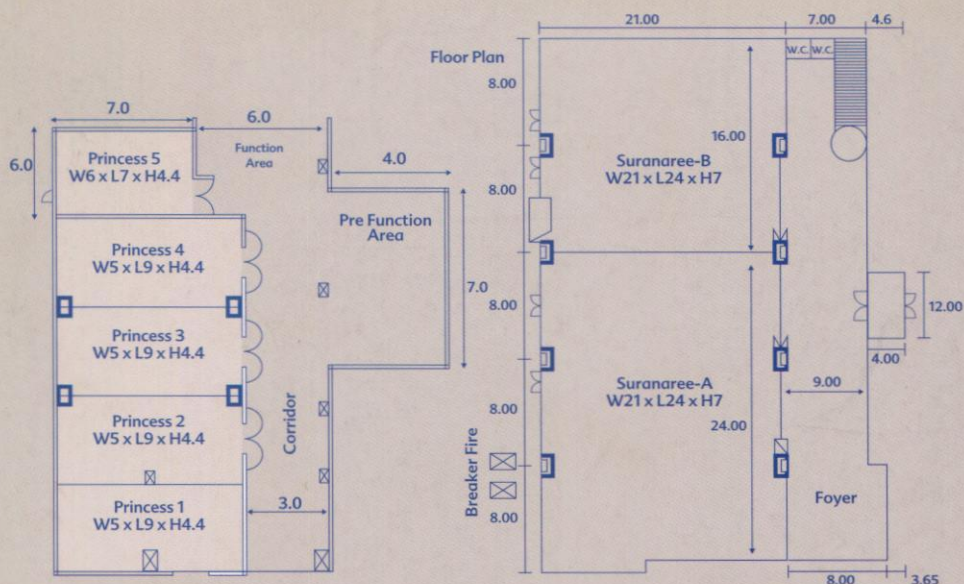 7.0
6.0
6.0
Function
Area
Princess 5
W6 x L7 x H4.4
4.0
Pre Function
Area
7.0
Princess 4
W5 x L9 x H4.4
Princess 3
W5 x L9 x H4.4
Princess 2
W5 x L9 x H4.4
Princess 1
W5 x L9 x H4.4
Corridor
3.0
Floor Plan
21.00
7.00
4.6
8.00
8.00
8.00
8.00
8.00
W.C.
W.C.
16.00
Suranaree-B
W21 x L24 x H7
12.00
4.00
9.00
Suranaree-A
W21 x L24 x H7
24.00
Breaker Fire
Foyer
8.00
3.65